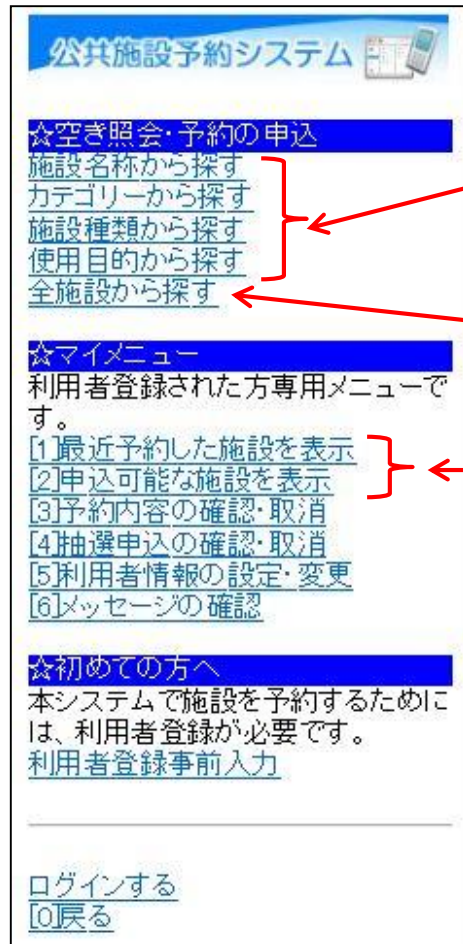 公共施設予約システム
☆空き照会・予約の申込
施設名称から探す
カテゴリーから探す
施設種類から探す
使用目的から探す
全施設から探す
☆マイメニュー
利用者登録された方専用メニューで
す。
[1]最近予約した施設を表示
[2]申込可能な施設を表示
[3]予約内容の確認・取消
[4]抽選申込の確認・取消
[5]利用者情報の設定・変更
[6]メッセージの確認
☆初めての方へ
本システムで施設を予約するために
は、利用者登録が必要です。
利用者登録事前入力
ログインする
[0]戻る